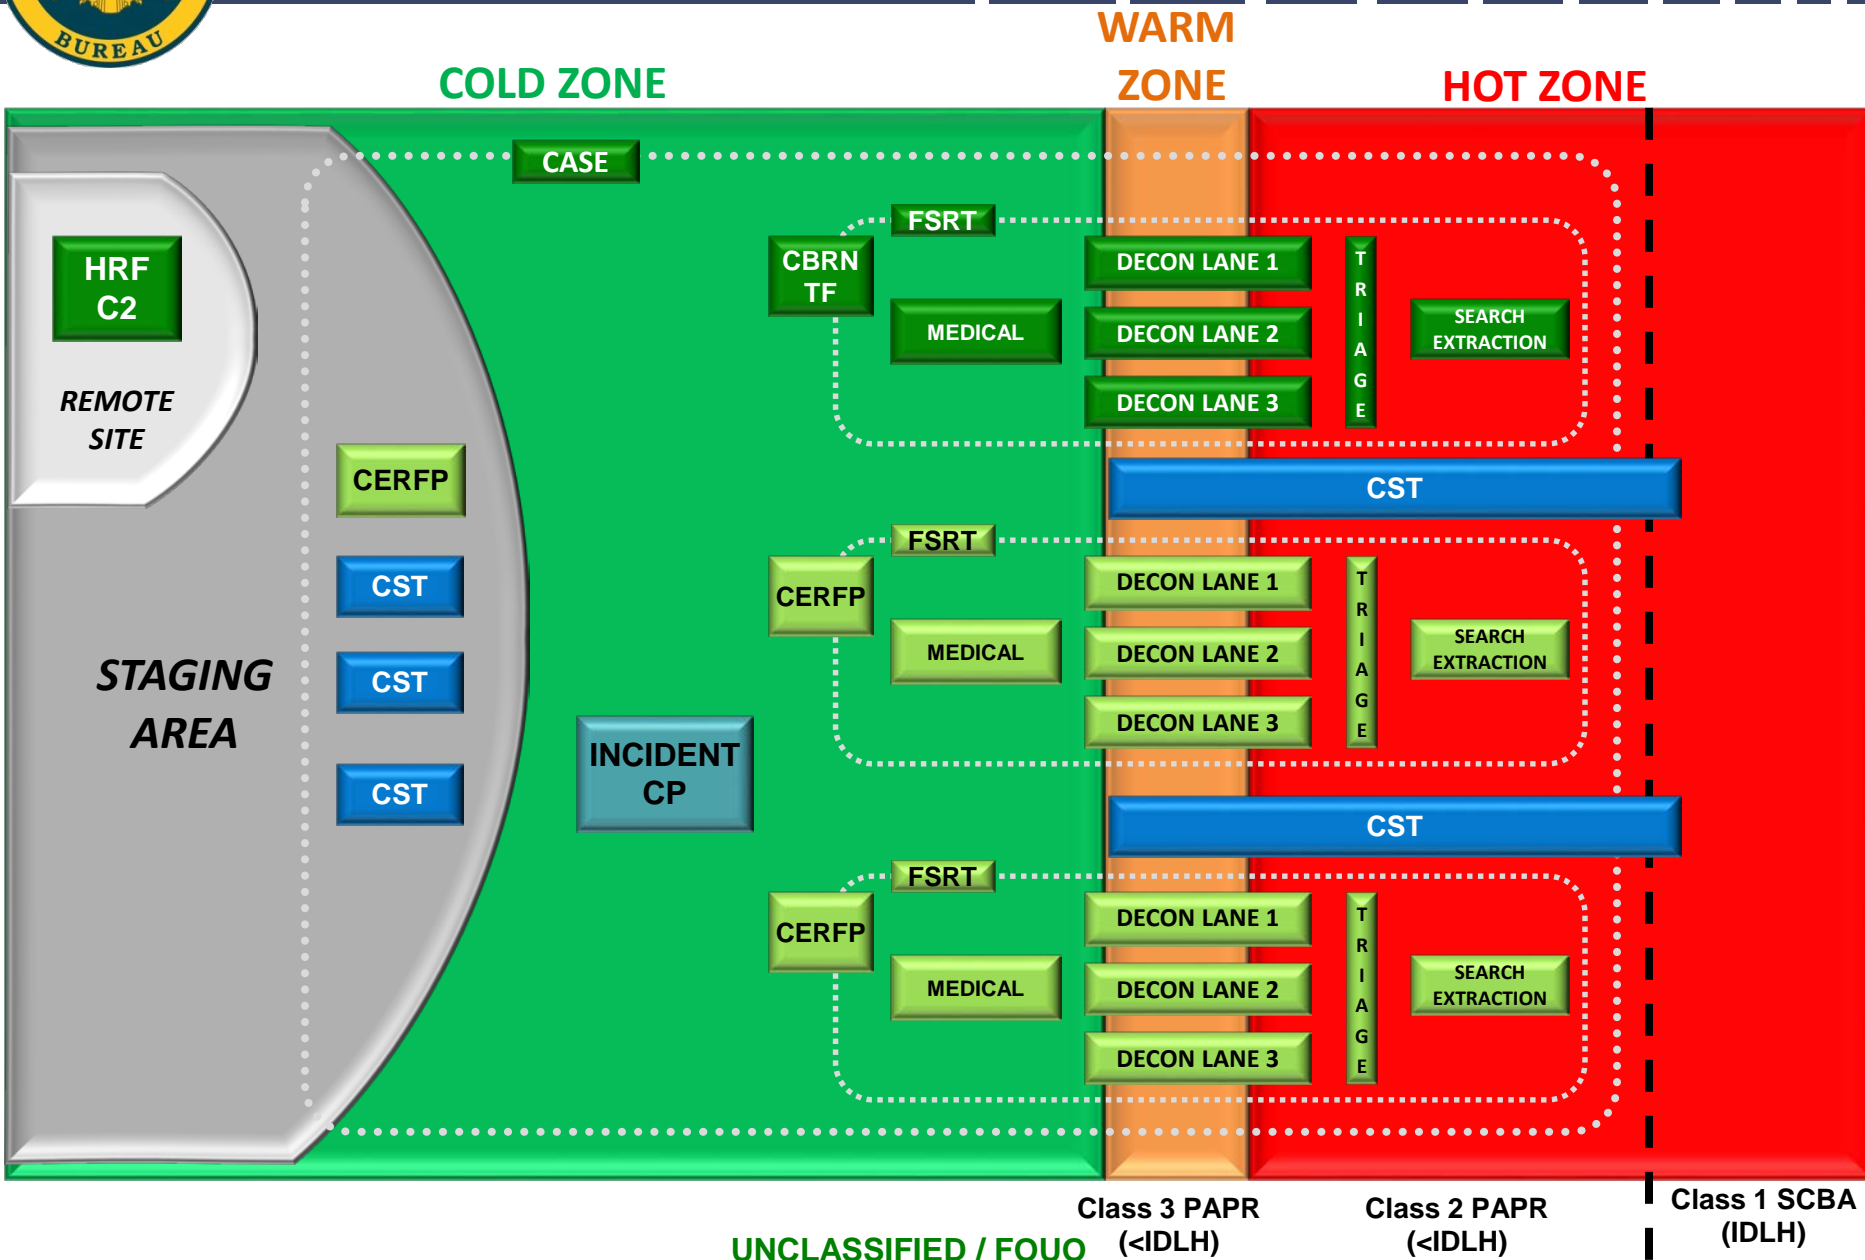 BUREAU
WARM
ZONE
COLD ZONE
HOT ZONE
CASE
HRF
C2
REMOTE
SITE
STAGING
AREA
CERFP
CST
CST
CST
INCIDENT
CP
FSRT
CBRN
TF
MEDICAL
DECON LANE 1
DECON LANE 2
DECON LANE 3
TRIAGE
SEARCH
EXTRACTION
CST
FSRT
CERFP
MEDICAL
DECON LANE 1
DECON LANE 2
DECON LANE 3
TRIAGE
SEARCH
EXTRACTION
CST
FSRT
CERFP
MEDICAL
DECON LANE 1
DECON LANE 2
DECON LANE 3
TRIAGE
SEARCH
EXTRACTION
Class 3 PAPR
(<IDLH)
Class 2 PAPR
(<IDLH)
Class 1 SCBA
(IDLH)
UNCLASSIFIED / FOUO